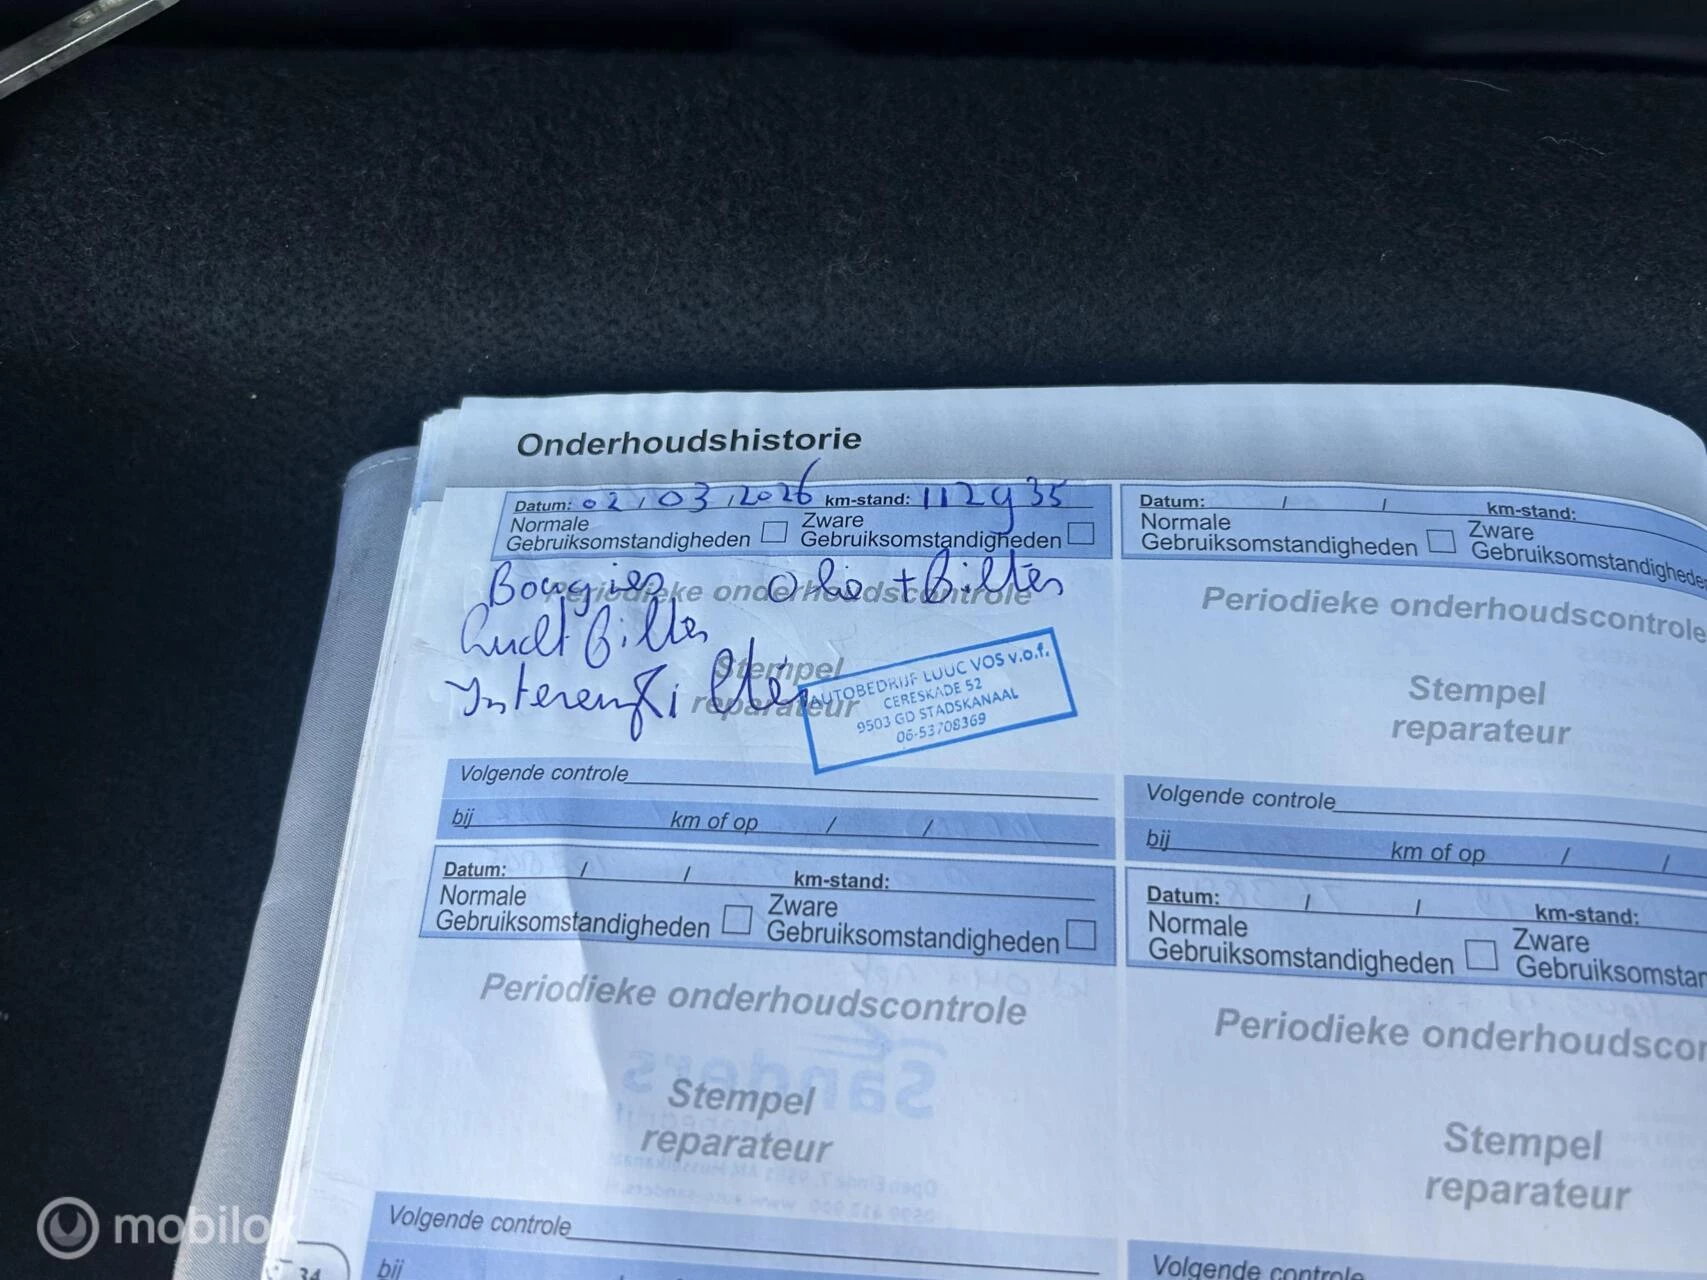 Onderhoudshistorie
Datum: 02/03/2026 km-stand: 112935
Normale Gebruiksomstandigheden Zware Gebruiksomstandigheden
Periodieke onderhoudscontrole
Bougies Olie + filter
Lucht filter
Intereurfilter
Stempel
reparateur
AUTOBEDRIJF LUUC VOS v.o.f.
CERESKADE 52
9503 GD STADSKANAAL
06-53708369
Volgende controle
bij km of op / /
Datum: / / km-stand:
Normale Gebruiksomstandigheden Zware Gebruiksomstandigheden
Periodieke onderhoudscontrole
Stempel
reparateur
Volgende controle
bij
34
Datum: / / km-stand:
Normale Gebruiksomstandigheden Zware Gebruiksomstandighede
Periodieke onderhoudscontrole
Stempel
reparateur
Volgende controle
bij km of op / /
Datum: / / km-stand:
Normale Gebruiksomstandigheden Zware Gebruiksomstan
Periodieke onderhoudscon
Stempel
reparateur
Volgende controle
mobilox